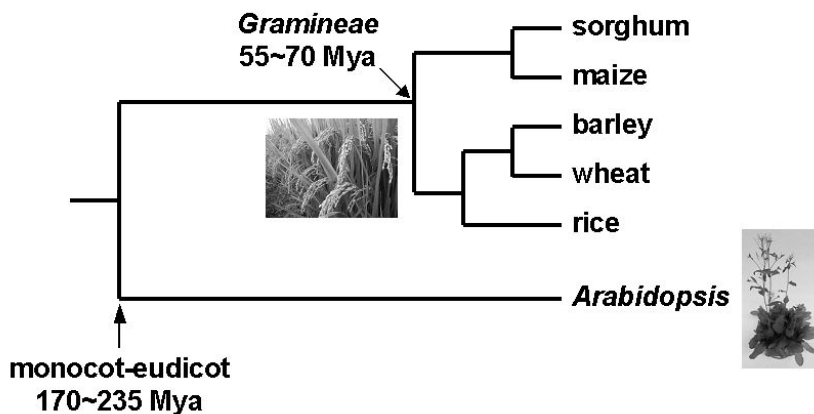 Gramineae
55~70 Mya
sorghum
maize
barley
wheat
rice
Arabidopsis
monocot-eudicot
170~235 Mya